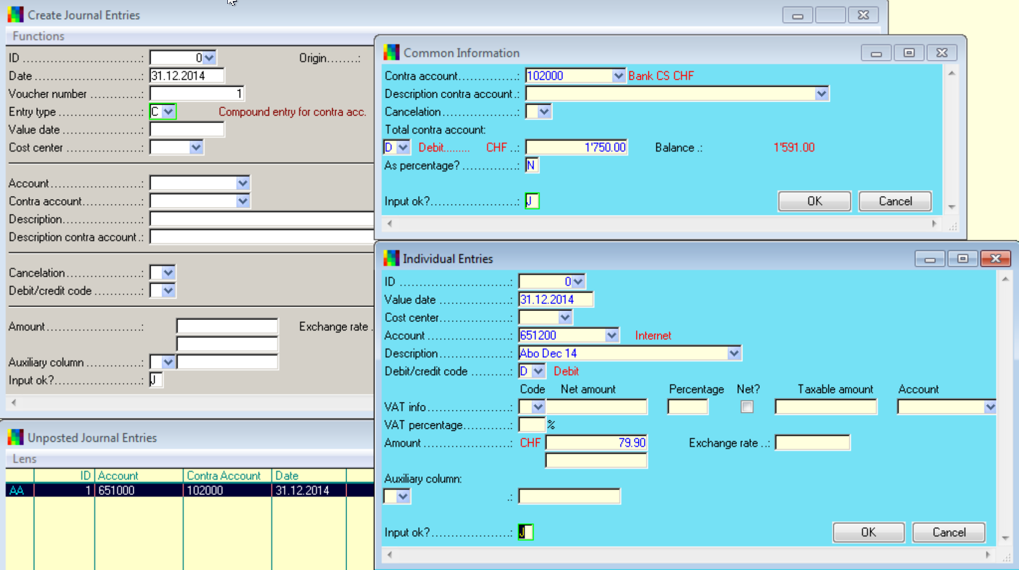 Create Journal Entries
Functions
ID ....................: 0 Origin.......:
Date ....................: 31.12.2014
Voucher number ..........: 1
Entry type ..............: C Compound entry for contra acc.
Value date ..............:
Cost center..............:
Account..................:
Contra account...........:
Description..............:
Description contra account .:
Cancelation..............:
Debit/credit code .......:
Amount ..................: Exchange rate .
Auxiliary column ........:
Input ok?................: J
Unposted Journal Entries
Lens
ID Account Contra Account Date
AA 1 651000 102000 31.12.2014
Common Information
Contra account...........: 102000 Bank CS CHF
Description contra account .:
Cancelation..............:
Total contra account:
D Debit......... CHF ..: 1'750.00 Balance .: 1'591.00
As percentage?...........: N
Input ok?................: J OK Cancel
Individual Entries
ID ......................: 0
Value date ..............: 31.12.2014
Cost center..............:
Account..................: 651200 Internet
Description..............: Abo Dec 14
Debit/credit code .......: D Debit
Code Net amount Percentage Net? Taxable amount Account
VAT info.................:
VAT percentage...........: %
Amount ..................: CHF 79.90 Exchange rate ..:
Auxiliary column:
.:
Input ok?................: J OK Cancel